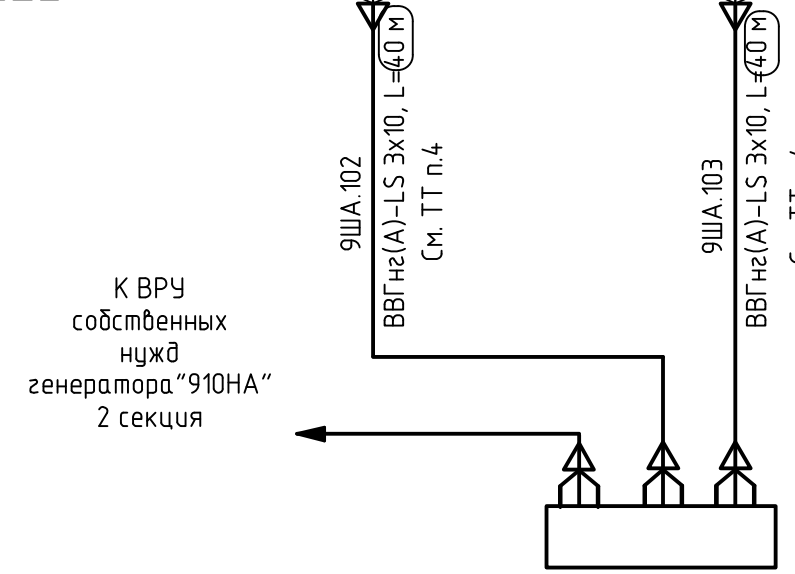 9ША.102
ВВГнг(А)-LS 3х10, L=40 м
См. ТТ п.4
9ША.103
ВВГнг(А)-LS 3х10, L=40 м
К ВРУ
собственных
нужд
генератора"910НА"
2 секция